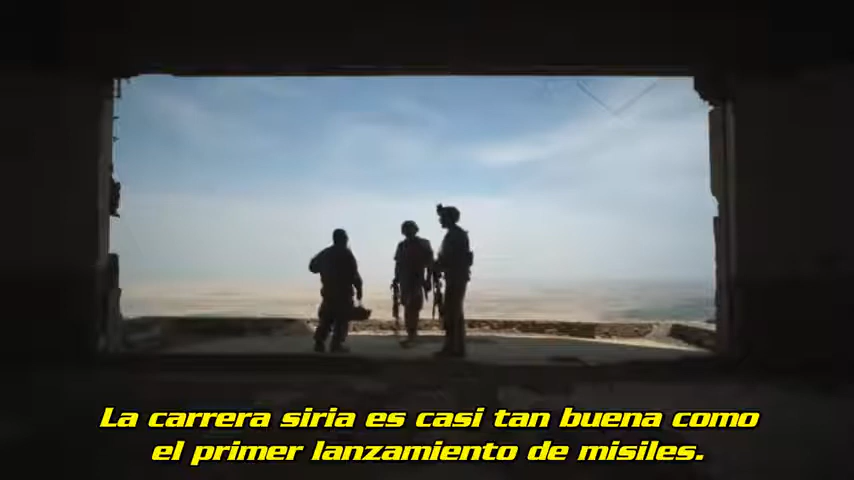 La carrera siria es casi tan buena como
el primer lanzamiento de misiles.